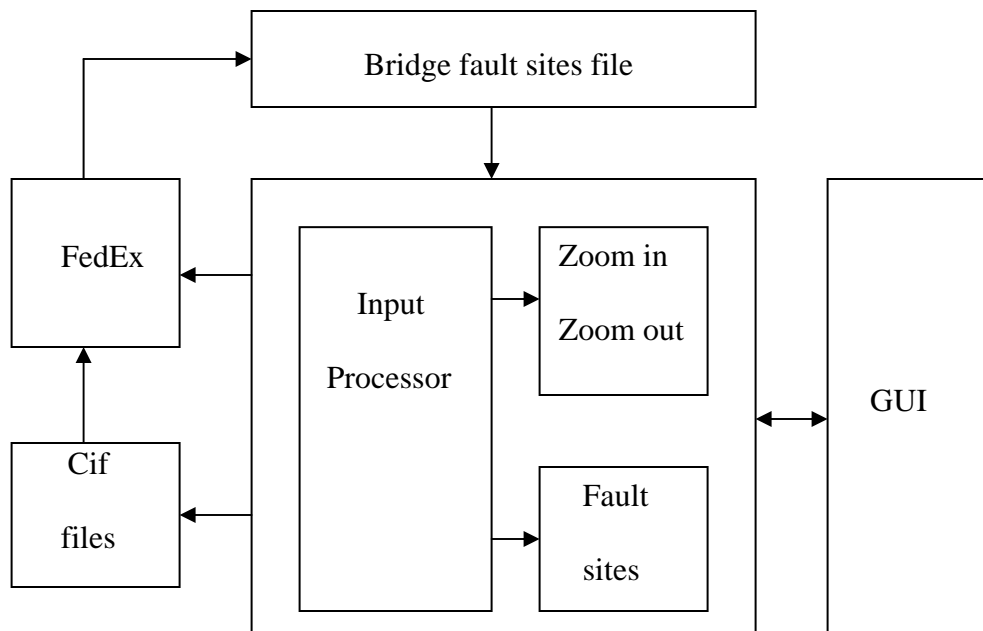 Bridge fault sites file
FedEx
Input
Processor
Zoom in
Zoom out
GUI
Cif
files
Fault
sites